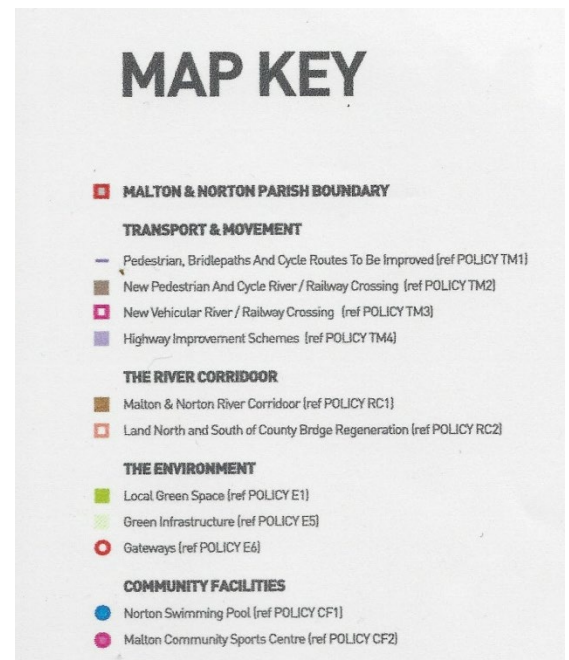 MAP KEY
MALTON & NORTON PARISH BOUNDARY
TRANSPORT & MOVEMENT
Pedestrian, Bridlepaths And Cycle Routes To Be Improved (ref POLICY TM1)
New Pedestrian And Cycle River / Railway Crossing (ref POLICY TM2)
New Vehicular River / Railway Crossing (ref POLICY TM3)
Highway Improvement Schemes (ref POLICY TM4)
THE RIVER CORRIDOOR
Malton & Norton River Corridor (ref POLICY RC1)
Land North and South of County Brdge Regeneration (ref POLICY RC2)
THE ENVIRONMENT
Local Green Space (ref POLICY E1)
Green Infrastructure (ref POLICY E5)
Gateways (ref POLICY E6)
COMMUNITY FACILITIES
Norton Swimming Pool (ref POLICY CF1)
Malton Community Sports Centre (ref POLICY CF2)